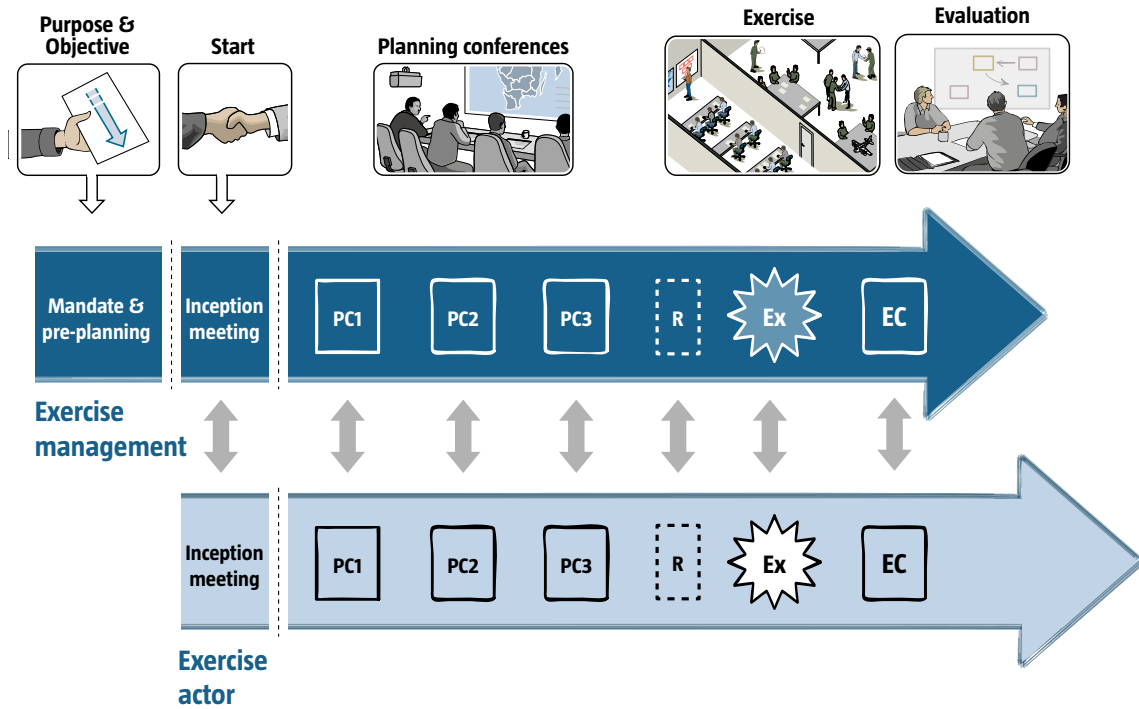 Purpose &
Objective
Start
Planning conferences
Exercise
Evaluation
Mandate &
pre-planning
Inception
meeting
PC1
PC2
PC3
R
Ex
EC
Exercise
management
Inception
meeting
PC1
PC2
PC3
R
Ex
EC
Exercise
actor